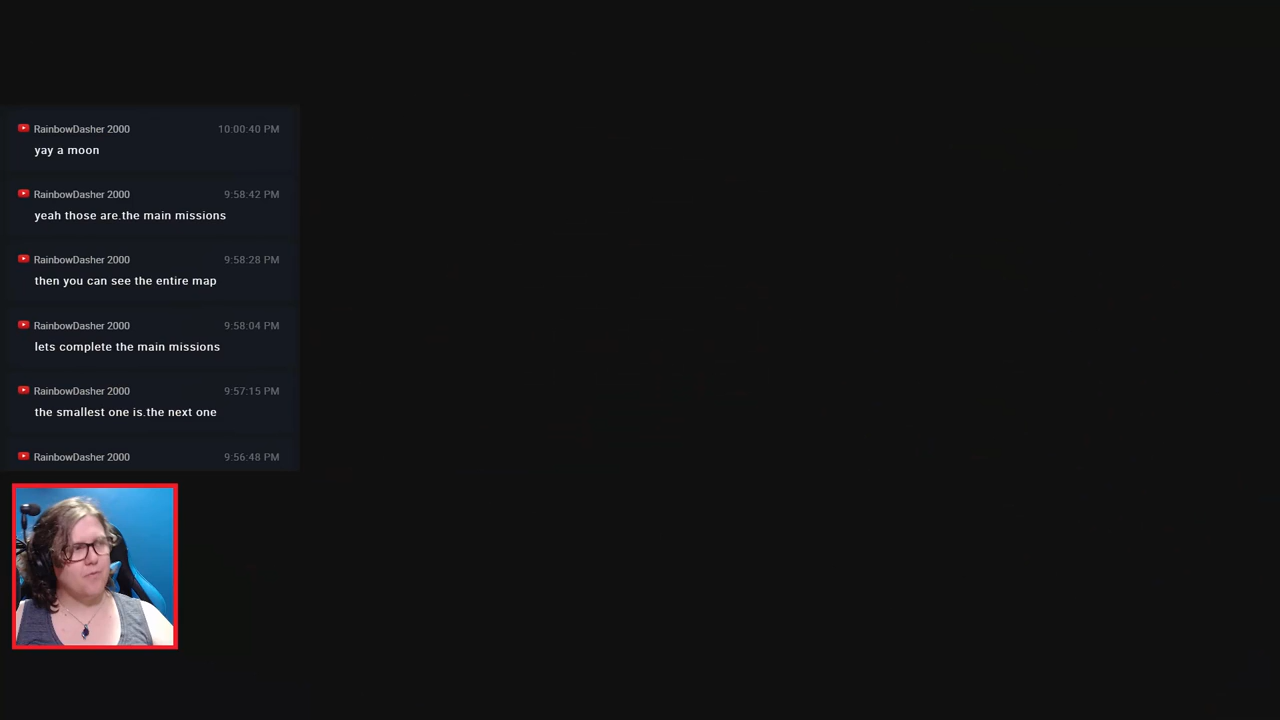 RainbowDasher 2000 10:00:40 PM
yay a moon
RainbowDasher 2000 9:58:42 PM
yeah those are.the main missions
RainbowDasher 2000 9:58:28 PM
then you can see the entire map
RainbowDasher 2000 9:58:04 PM
lets complete the main missions
RainbowDasher 2000 9:57:15 PM
the smallest one is.the next one
RainbowDasher 2000 9:56:48 PM